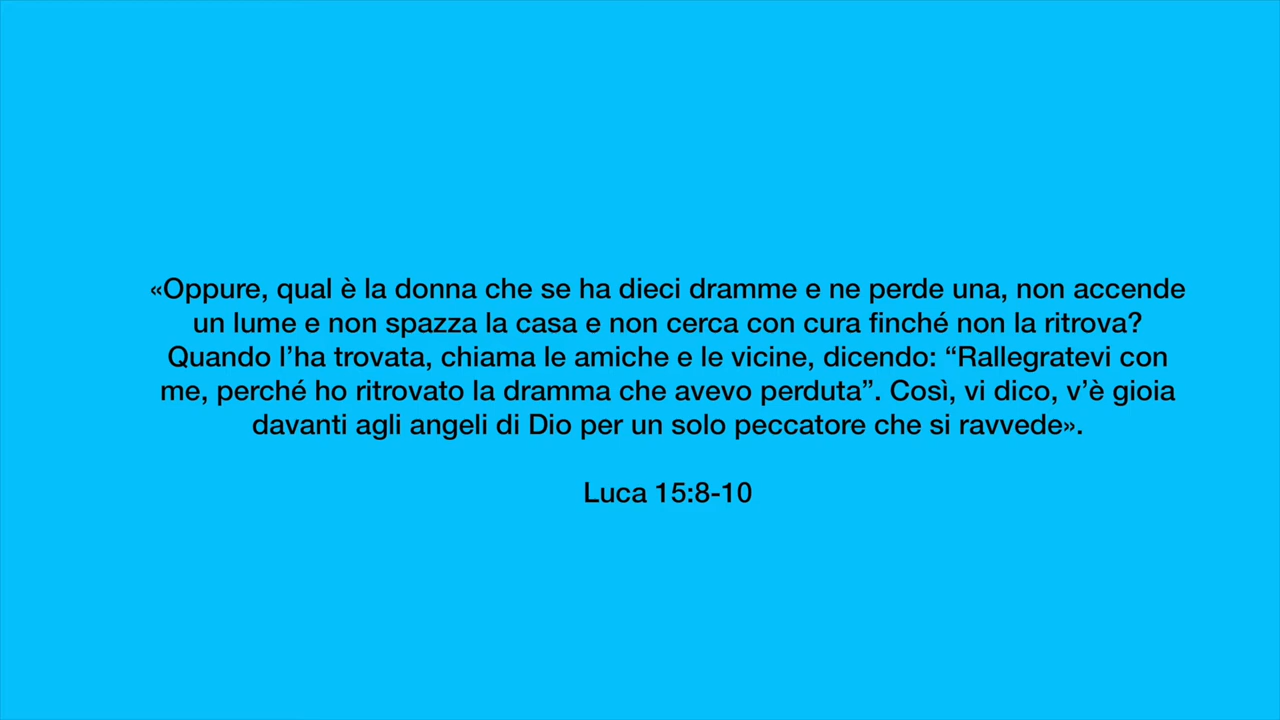 «Oppure, qual è la donna che se ha dieci dramme e ne perde una, non accende
un lume e non spazza la casa e non cerca con cura finché non la ritrova?
Quando l’ha trovata, chiama le amiche e le vicine, dicendo: “Rallegratevi con
me, perché ho ritrovato la dramma che avevo perduta”. Così, vi dico, v’è gioia
davanti agli angeli di Dio per un solo peccatore che si ravvede».
Luca 15:8-10